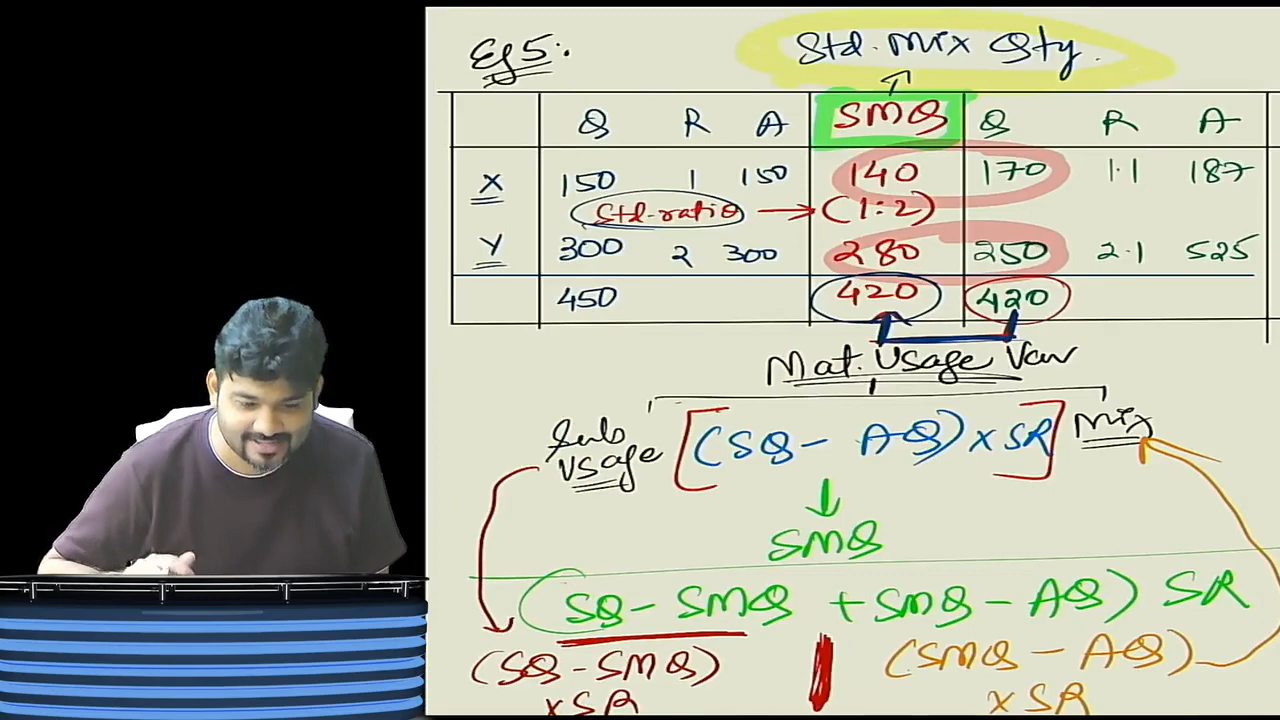 Eg 5:.
Std. Mix Qty.
Q R A SMQ Q R A
X 150 1 150 140 170 1.1 187
Std-ratio → (1:2)
Y 300 2 300 280 250 2.1 525
450 420 420
Mat. Usage Var
Sub Usage [(SQ - AQ) x SR] Mix
↓
SMQ
(SQ - SMQ + SMQ - AQ) SR
(SQ - SMQ) x SR
(SMQ - AQ) x SR